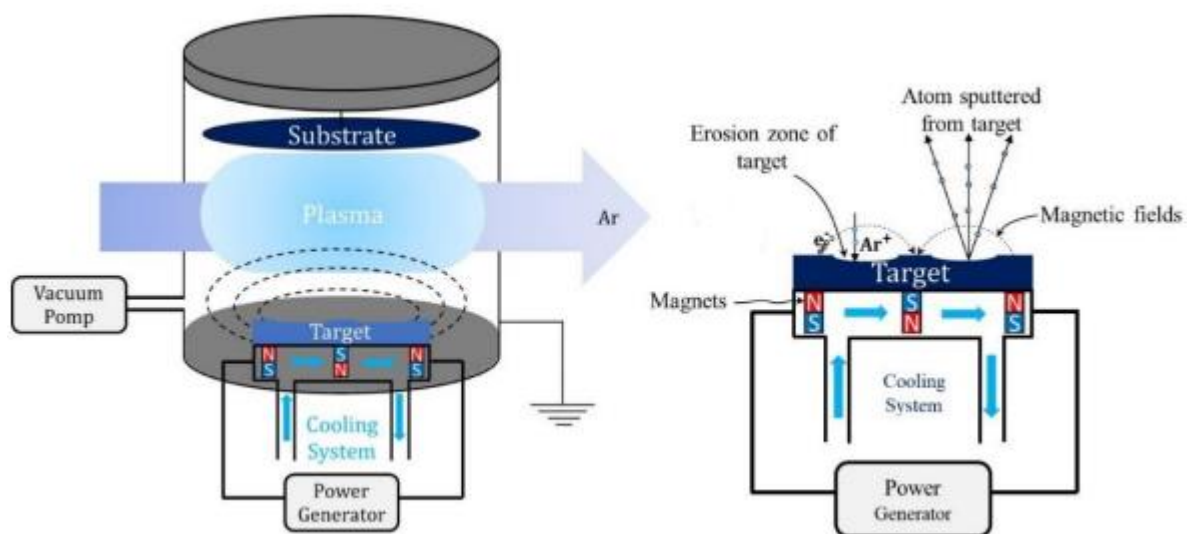 Substrate
Plasma
Ar
Vacuum
Pomp
Target
N
S
S
N
N
S
Cooling
System
Power
Generator
Atom sputtered
from target
Erosion zone of
target
Magnetic fields
Ar⁺
Target
Magnets
N
S
S
N
N
S
Cooling
System
Power
Generator